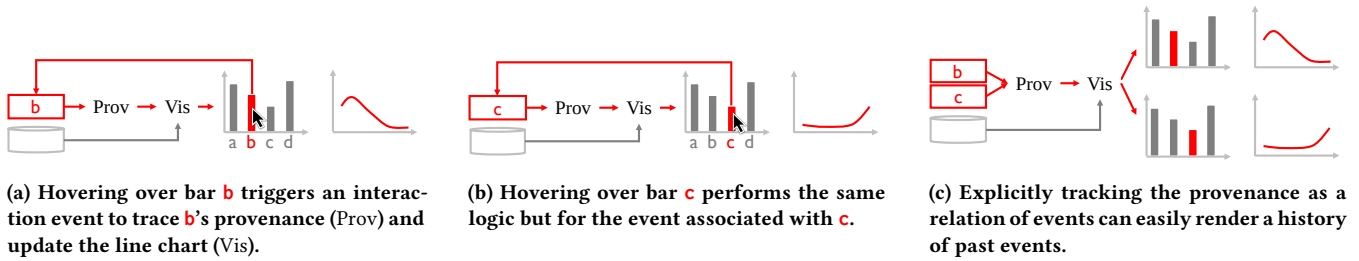 b
Prov
Vis
a b c d
(a) Hovering over bar b triggers an interac-
tion event to trace b's provenance (Prov) and
update the line chart (Vis).
c
Prov
Vis
a b c d
(b) Hovering over bar c performs the same
logic but for the event associated with c.
b
c
Prov
Vis
(c) Explicitly tracking the provenance as a
relation of events can easily render a history
of past events.